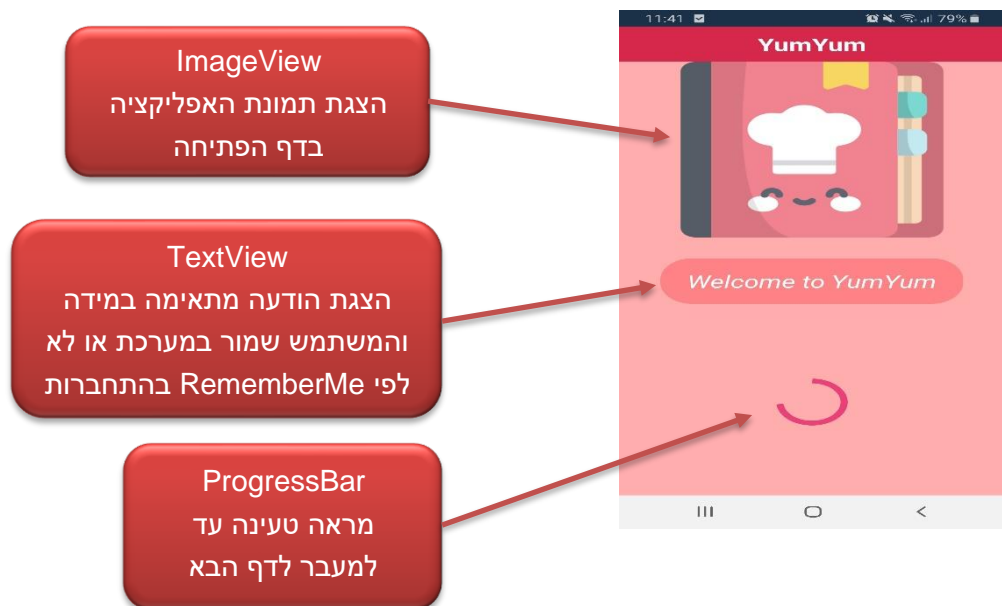 ImageView
הצגת תמונת האפליקציה
בדף הפתיחה
TextView
הצגת הודעה מתאימה במידה
והמשתמש שמור במערכת או לא
לפי RememberMe בהתחברות
ProgressBar
מראה טעינה עד
למעבר לדף הבא
11:41 79%
YumYum
Welcome to YumYum